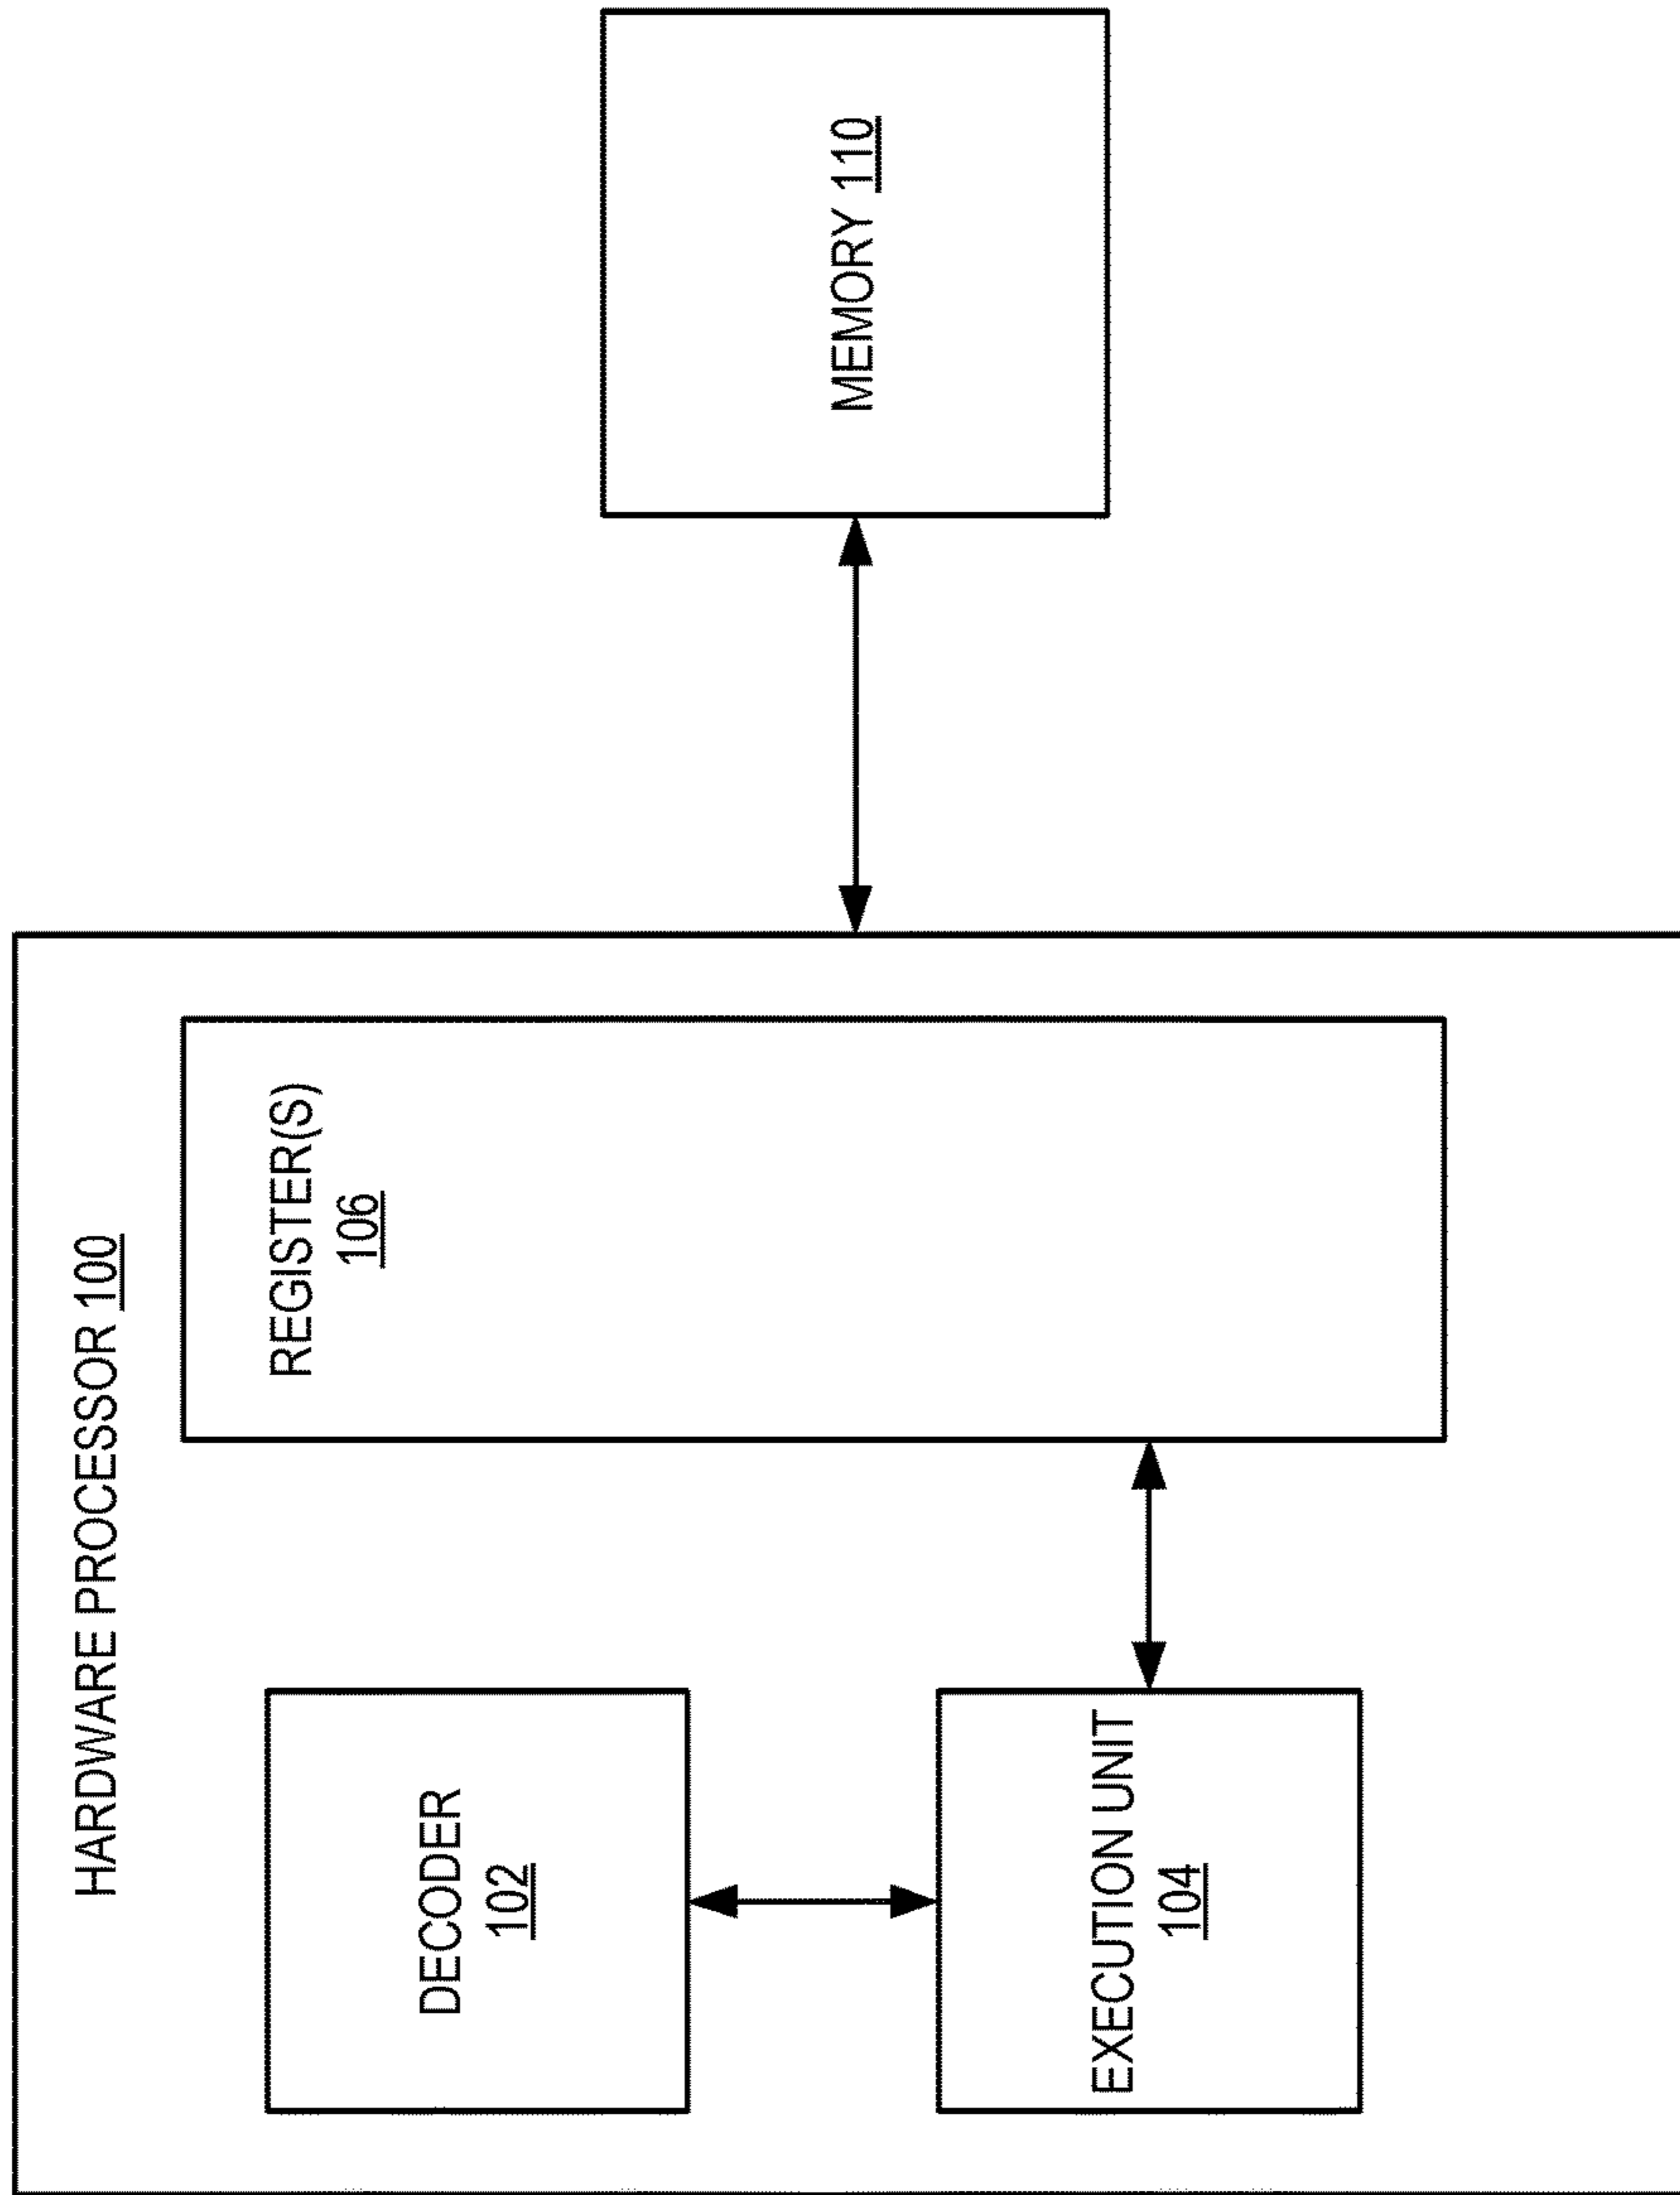 HARDWARE PROCESSOR 100
DECODER
102
EXECUTION UNIT
104
REGISTER(S)
106
MEMORY 110